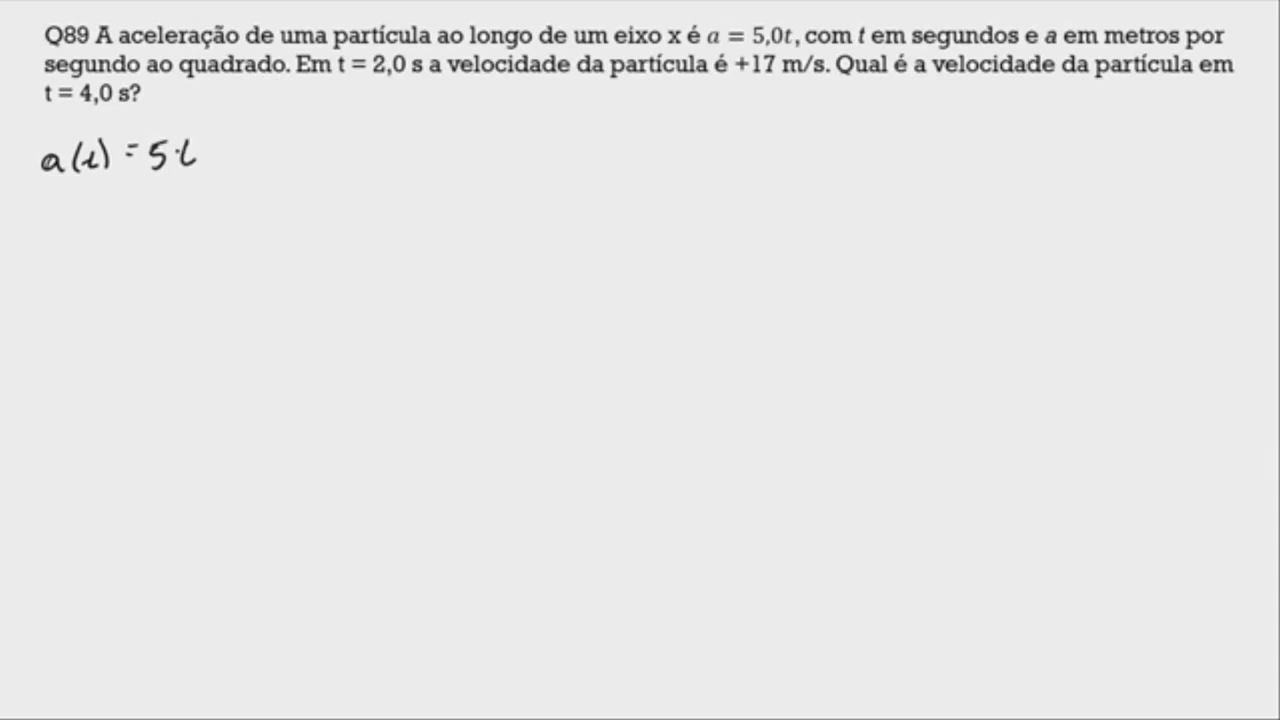 Q89 A aceleração de uma partícula ao longo de um eixo x é a = 5,0t, com t em segundos e a em metros por
segundo ao quadrado. Em t = 2,0 s a velocidade da partícula é +17 m/s. Qual é a velocidade da partícula em
t = 4,0 s?
a(t) = 5·t